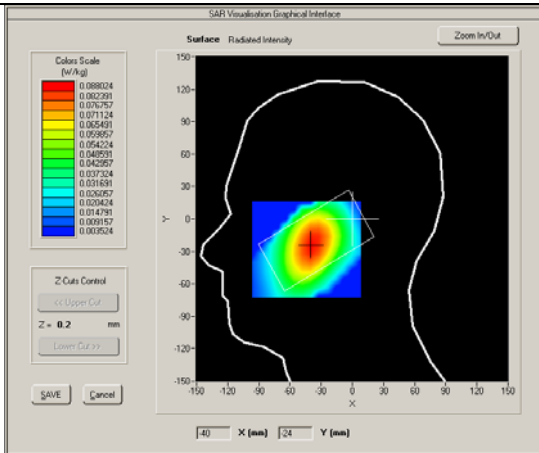 SAR Visualisation Graphical Interface
Surface Radiated Intensity
Zoom In/Out
Colors Scale
(W/kg)
0.088024
0.082391
0.076757
0.071124
0.065491
0.059857
0.054224
0.048591
0.042957
0.037324
0.031691
0.026057
0.020424
0.014791
0.009157
0.003524
Z Cuts Control
<< Upper Cut
Z = 0.2 mm
Lower Cut >>
SAVE Cancel
150
120
90
60
30
0
-30
-60
-90
-120
-150
Y
-150 -120 -90 -60 -30 0 30 60 90 120 150
X
-40 X (mm) -24 Y (mm)